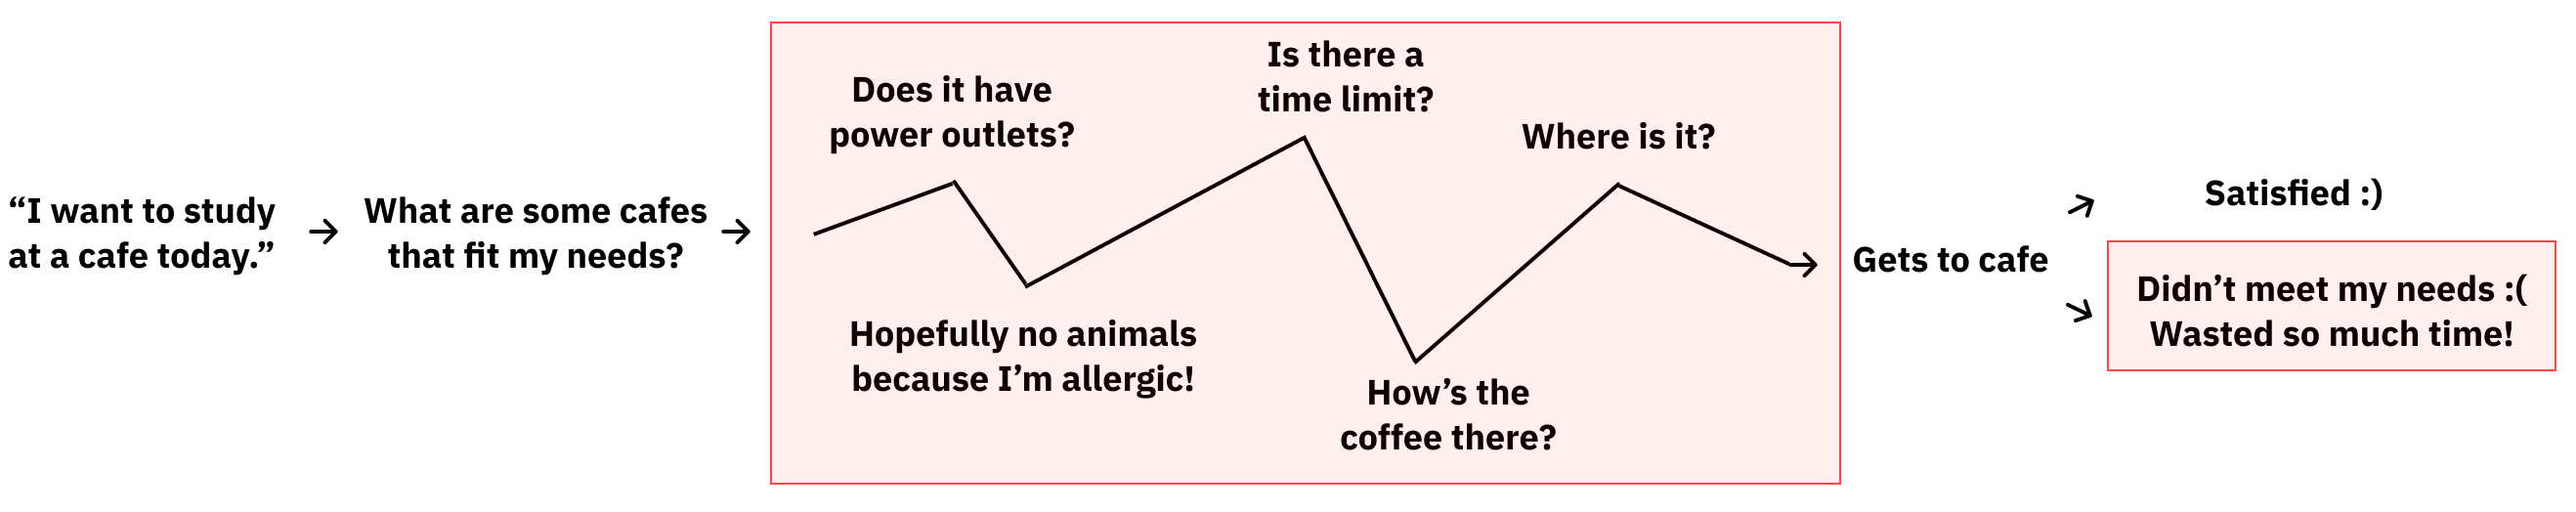 “I want to study
at a cafe today.”
What are some cafes
that fit my needs?
Does it have
power outlets?
Hopefully no animals
because I’m allergic!
Is there a
time limit?
How’s the
coffee there?
Where is it?
Gets to cafe
Satisfied :)
Didn’t meet my needs :(
Wasted so much time!